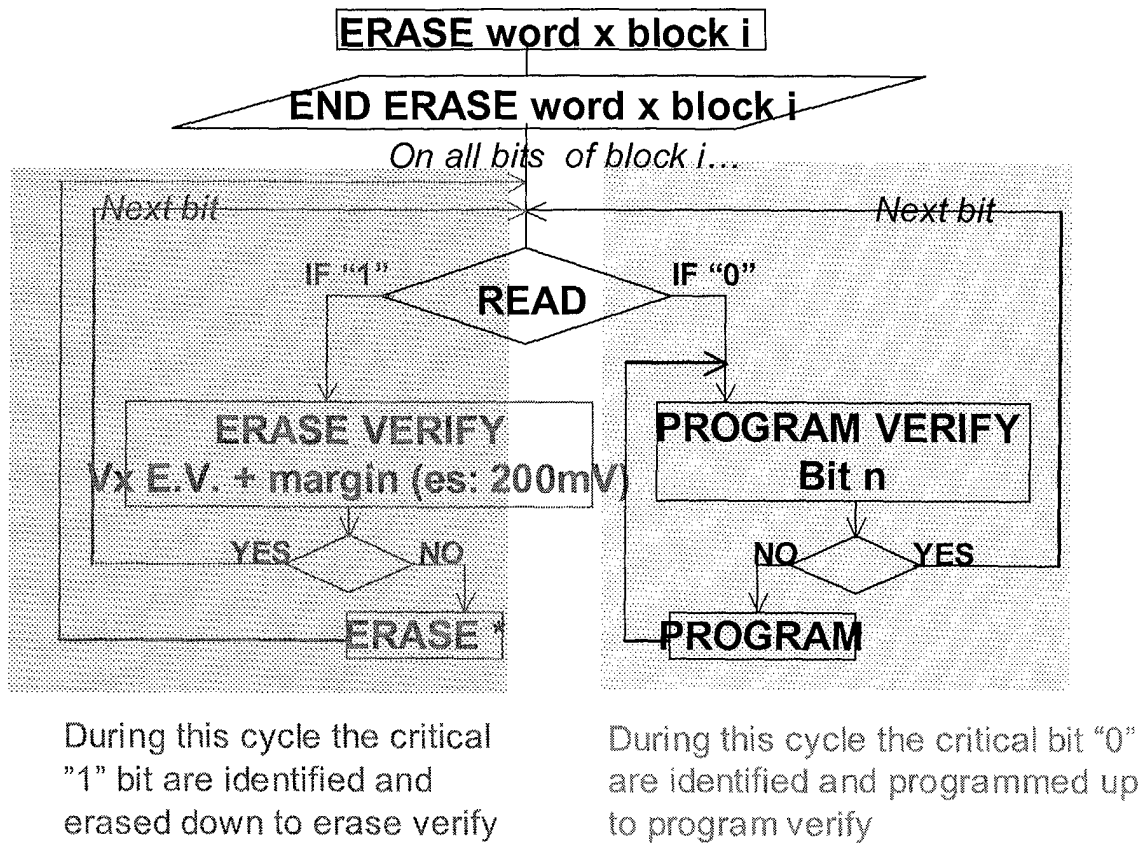 ERASE word x block i
END ERASE word x block i
On all bits of block i...
Next bit
Next bit
IF “1”
READ
IF “0”
ERASE VERIFY
Vx E.V. + margin (es: 200mV)
PROGRAM VERIFY
Bit n
YES
NO
NO
YES
ERASE *
PROGRAM
During this cycle the critical
”1” bit are identified and
erased down to erase verify
During this cycle the critical bit “0”
are identified and programmed up
to program verify